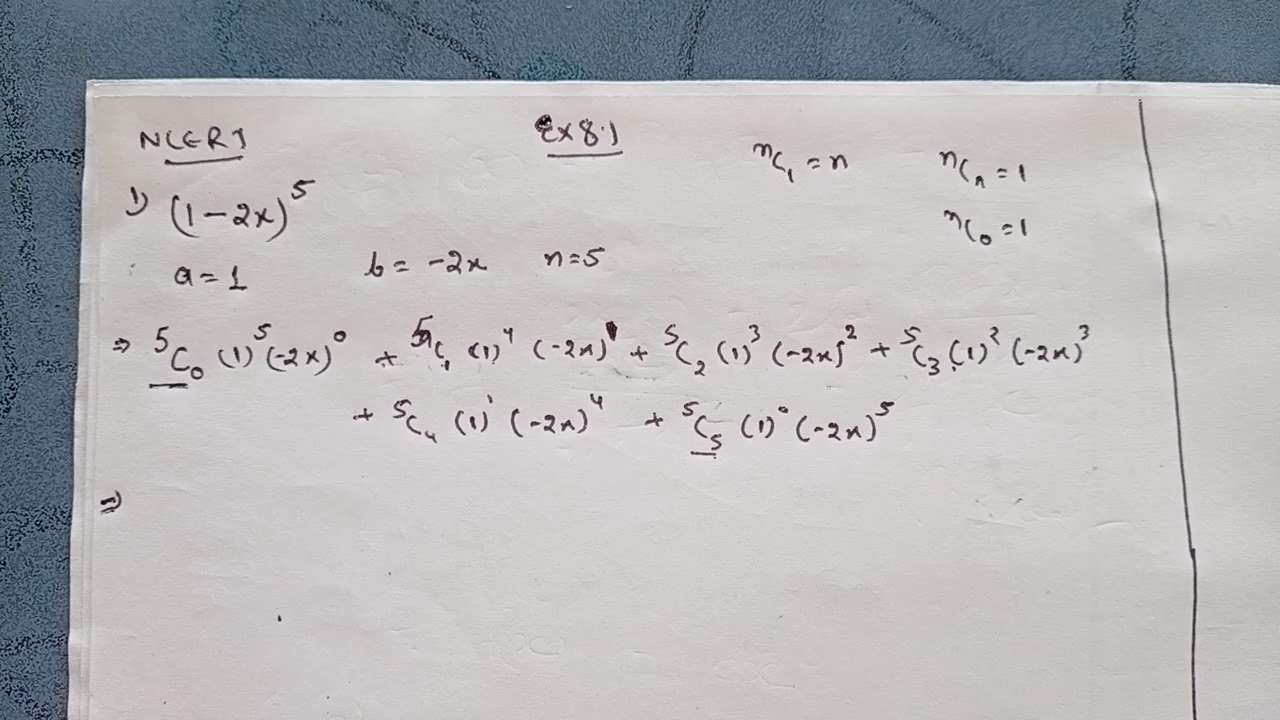 NCERT Ex 8.1
ⁿC₁ = n ⁿCₙ = 1
1) (1-2x)⁵ ⁿC₀ = 1
a = 1 b = -2x n = 5
⇒ ⁵C₀ (1)⁵(-2x)⁰ + ⁵C₁ (1)⁴ (-2x)¹ + ⁵C₂ (1)³ (-2x)² + ⁵C₃ (1)² (-2x)³
+ ⁵C₄ (1)¹ (-2x)⁴ + ⁵C₅ (1)⁰ (-2x)⁵
⇒